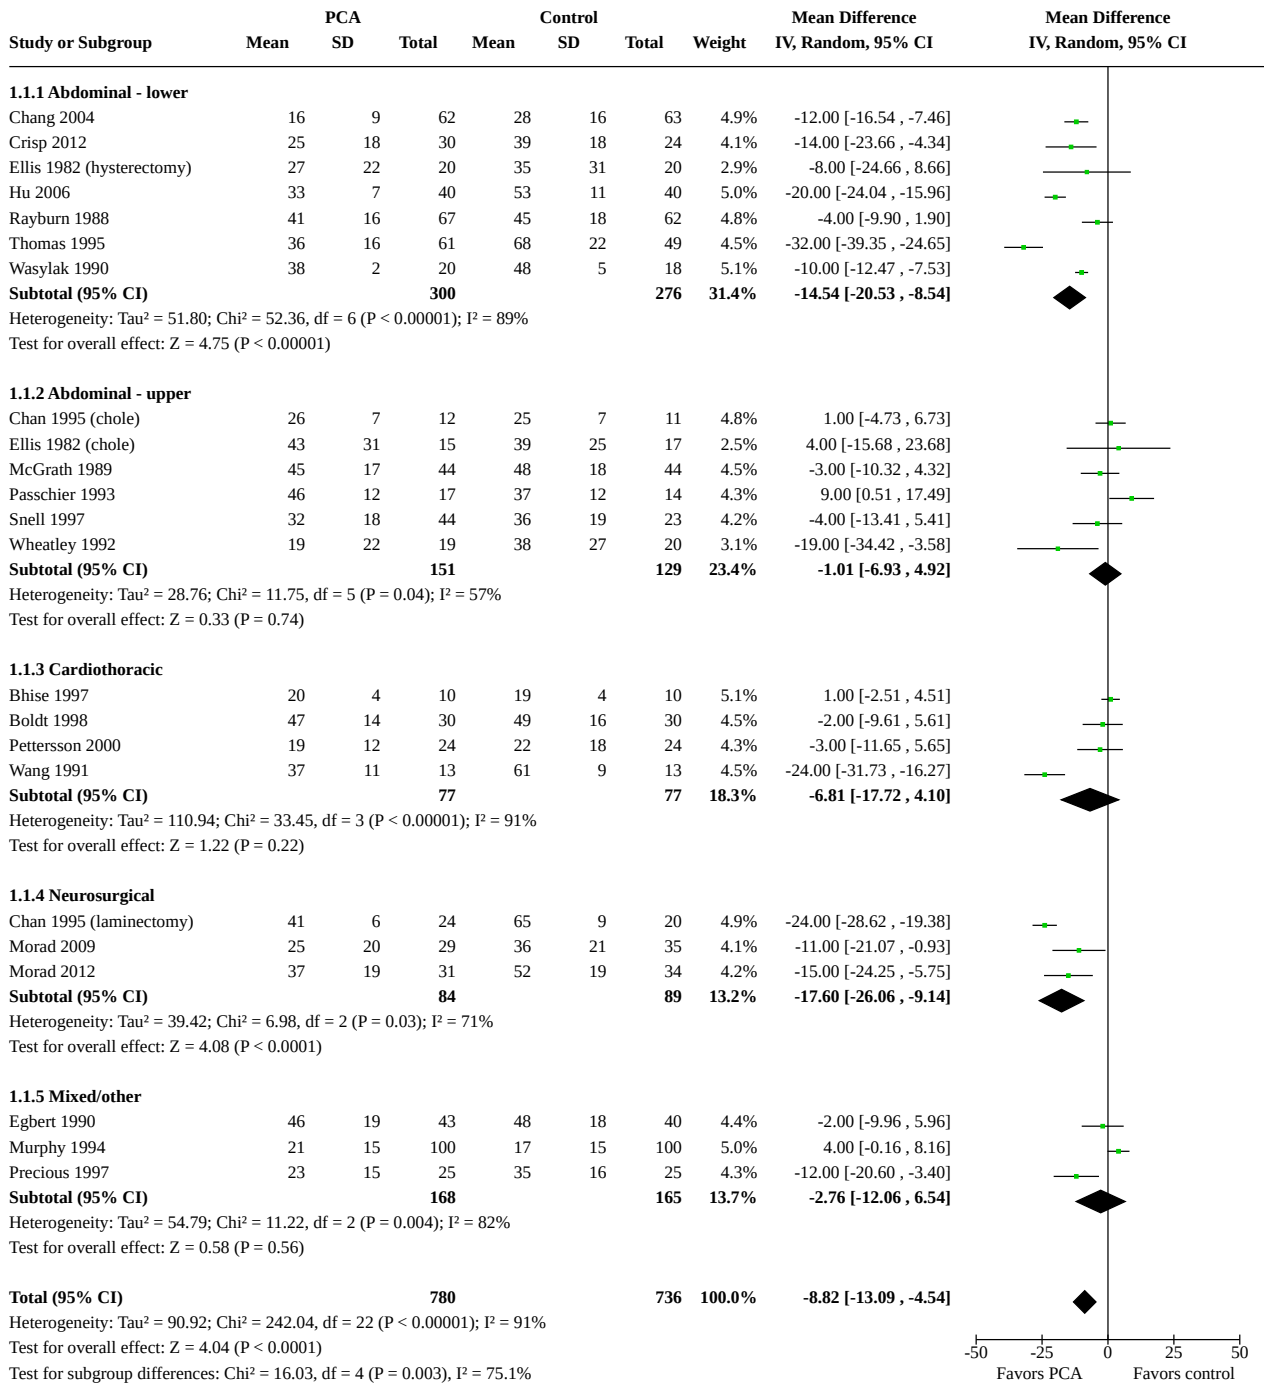 PCA Control Mean Difference Mean Difference
Study or Subgroup Mean SD Total Mean SD Total Weight IV, Random, 95% CI IV, Random, 95% CI
1.1.1 Abdominal - lower
Chang 2004 16 9 62 28 16 63 4.9% -12.00 [-16.54 , -7.46]
Crisp 2012 25 18 30 39 18 24 4.1% -14.00 [-23.66 , -4.34]
Ellis 1982 (hysterectomy) 27 22 20 35 31 20 2.9% -8.00 [-24.66 , 8.66]
Hu 2006 33 7 40 53 11 40 5.0% -20.00 [-24.04 , -15.96]
Rayburn 1988 41 16 67 45 18 62 4.8% -4.00 [-9.90 , 1.90]
Thomas 1995 36 16 61 68 22 49 4.5% -32.00 [-39.35 , -24.65]
Wasylak 1990 38 2 20 48 5 18 5.1% -10.00 [-12.47 , -7.53]
Subtotal (95% CI) 300 276 31.4% -14.54 [-20.53 , -8.54]
Heterogeneity: Tau² = 51.80; Chi² = 52.36, df = 6 (P < 0.00001); I² = 89%
Test for overall effect: Z = 4.75 (P < 0.00001)
1.1.2 Abdominal - upper
Chan 1995 (chole) 26 7 12 25 7 11 4.8% 1.00 [-4.73 , 6.73]
Ellis 1982 (chole) 43 31 15 39 25 17 2.5% 4.00 [-15.68 , 23.68]
McGrath 1989 45 17 44 48 18 44 4.5% -3.00 [-10.32 , 4.32]
Passchier 1993 46 12 17 37 12 14 4.3% 9.00 [0.51 , 17.49]
Snell 1997 32 18 44 36 19 23 4.2% -4.00 [-13.41 , 5.41]
Wheatley 1992 19 22 19 38 27 20 3.1% -19.00 [-34.42 , -3.58]
Subtotal (95% CI) 151 129 23.4% -1.01 [-6.93 , 4.92]
Heterogeneity: Tau² = 28.76; Chi² = 11.75, df = 5 (P = 0.04); I² = 57%
Test for overall effect: Z = 0.33 (P = 0.74)
1.1.3 Cardiothoracic
Bhise 1997 20 4 10 19 4 10 5.1% 1.00 [-2.51 , 4.51]
Boldt 1998 47 14 30 49 16 30 4.5% -2.00 [-9.61 , 5.61]
Pettersson 2000 19 12 24 22 18 24 4.3% -3.00 [-11.65 , 5.65]
Wang 1991 37 11 13 61 9 13 4.5% -24.00 [-31.73 , -16.27]
Subtotal (95% CI) 77 77 18.3% -6.81 [-17.72 , 4.10]
Heterogeneity: Tau² = 110.94; Chi² = 33.45, df = 3 (P < 0.00001); I² = 91%
Test for overall effect: Z = 1.22 (P = 0.22)
1.1.4 Neurosurgical
Chan 1995 (laminectomy) 41 6 24 65 9 20 4.9% -24.00 [-28.62 , -19.38]
Morad 2009 25 20 29 36 21 35 4.1% -11.00 [-21.07 , -0.93]
Morad 2012 37 19 31 52 19 34 4.2% -15.00 [-24.25 , -5.75]
Subtotal (95% CI) 84 89 13.2% -17.60 [-26.06 , -9.14]
Heterogeneity: Tau² = 39.42; Chi² = 6.98, df = 2 (P = 0.03); I² = 71%
Test for overall effect: Z = 4.08 (P < 0.0001)
1.1.5 Mixed/other
Egbert 1990 46 19 43 48 18 40 4.4% -2.00 [-9.96 , 5.96]
Murphy 1994 21 15 100 17 15 100 5.0% 4.00 [-0.16 , 8.16]
Precious 1997 23 15 25 35 16 25 4.3% -12.00 [-20.60 , -3.40]
Subtotal (95% CI) 168 165 13.7% -2.76 [-12.06 , 6.54]
Heterogeneity: Tau² = 54.79; Chi² = 11.22, df = 2 (P = 0.004); I² = 82%
Test for overall effect: Z = 0.58 (P = 0.56)
Total (95% CI) 780 736 100.0% -8.82 [-13.09 , -4.54]
Heterogeneity: Tau² = 90.92; Chi² = 242.04, df = 22 (P < 0.00001); I² = 91%
Test for overall effect: Z = 4.04 (P < 0.0001)
Test for subgroup differences: Chi² = 16.03, df = 4 (P = 0.003), I² = 75.1%
-50 -25 0 25 50
Favors PCA Favors control